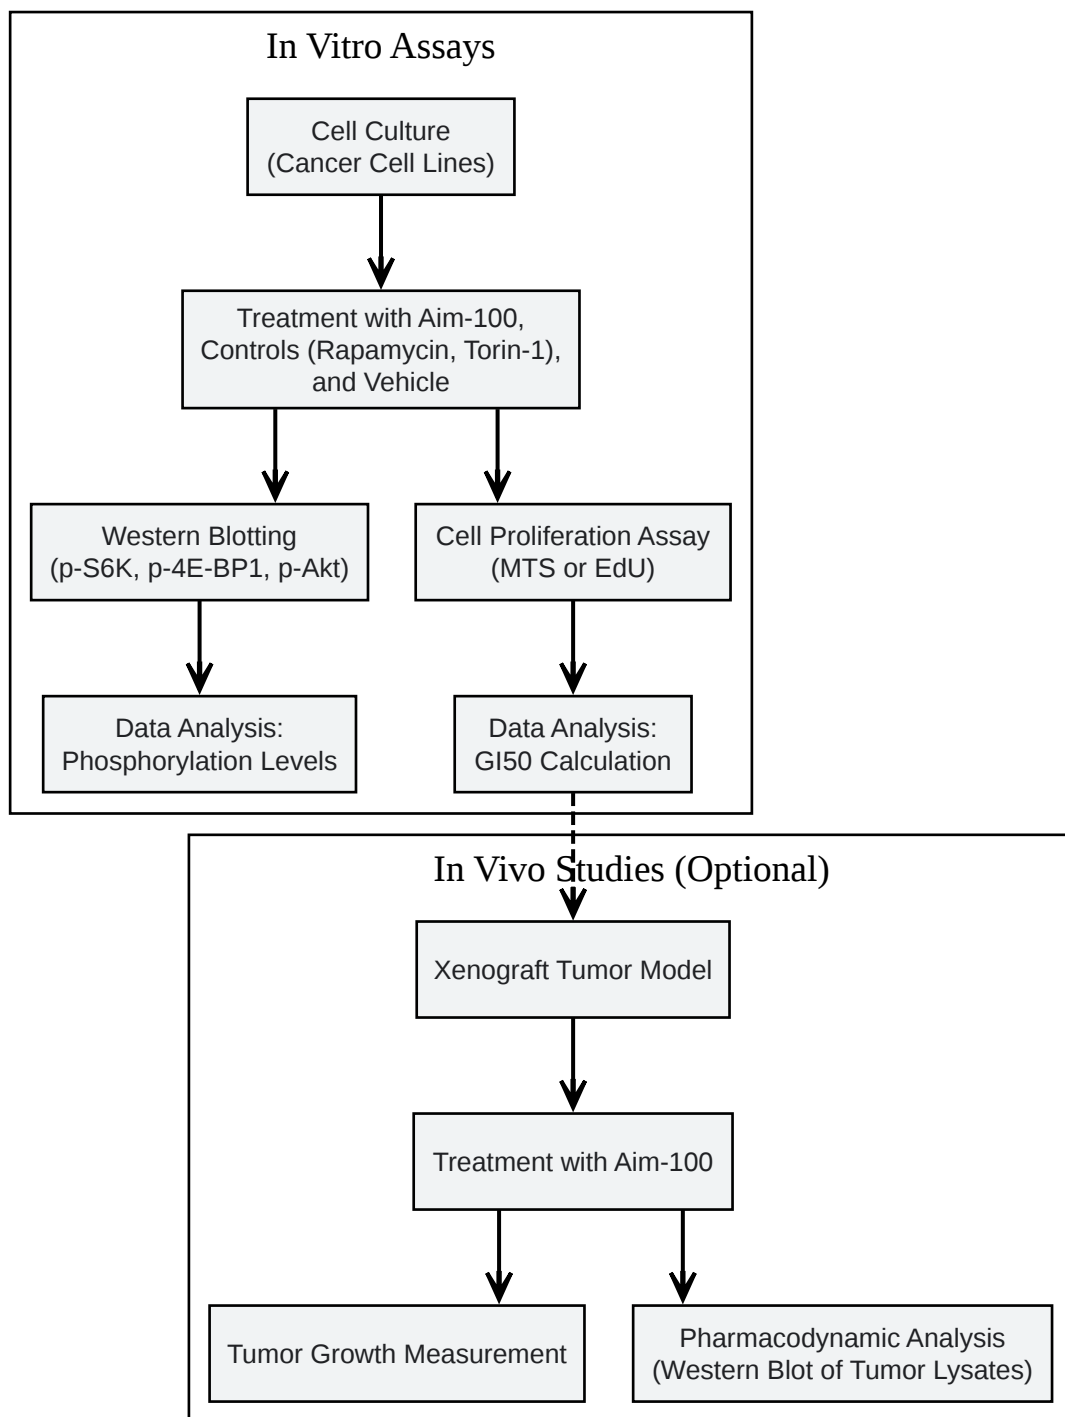 In Vitro Assays
Cell Culture
(Cancer Cell Lines)
Treatment with Aim-100,
Controls (Rapamycin, Torin-1),
and Vehicle
Western Blotting
(p-S6K, p-4E-BP1, p-Akt)
Cell Proliferation Assay
(MTS or EdU)
Data Analysis:
Phosphorylation Levels
Data Analysis:
GI50 Calculation
In Vivo Studies (Optional)
Xenograft Tumor Model
Treatment with Aim-100
Tumor Growth Measurement
Pharmacodynamic Analysis
(Western Blot of Tumor Lysates)